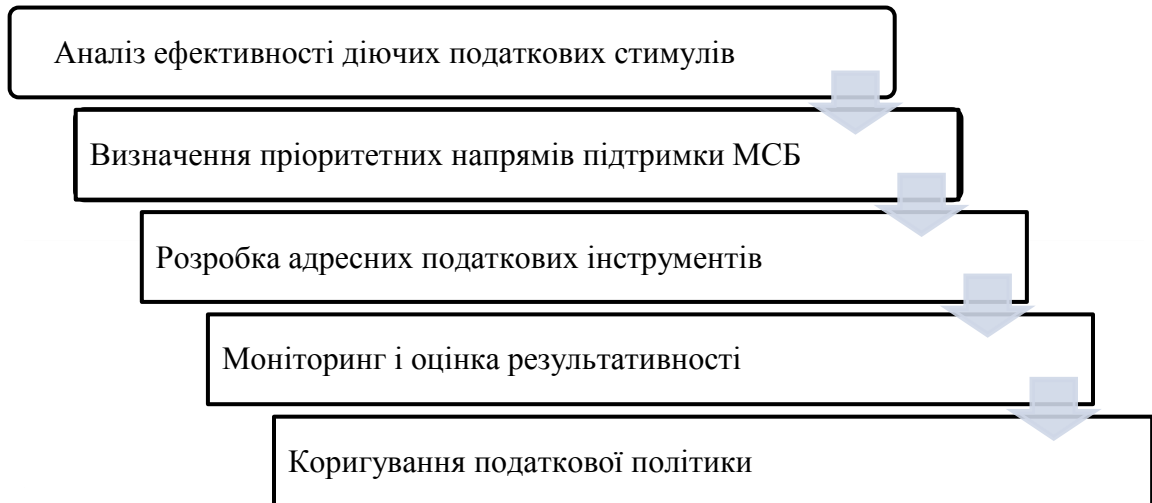 Аналіз ефективності діючих податкових стимулів
Визначення пріоритетних напрямів підтримки МСБ
Розробка адресних податкових інструментів
Моніторинг і оцінка результативності
Коригування податкової політики